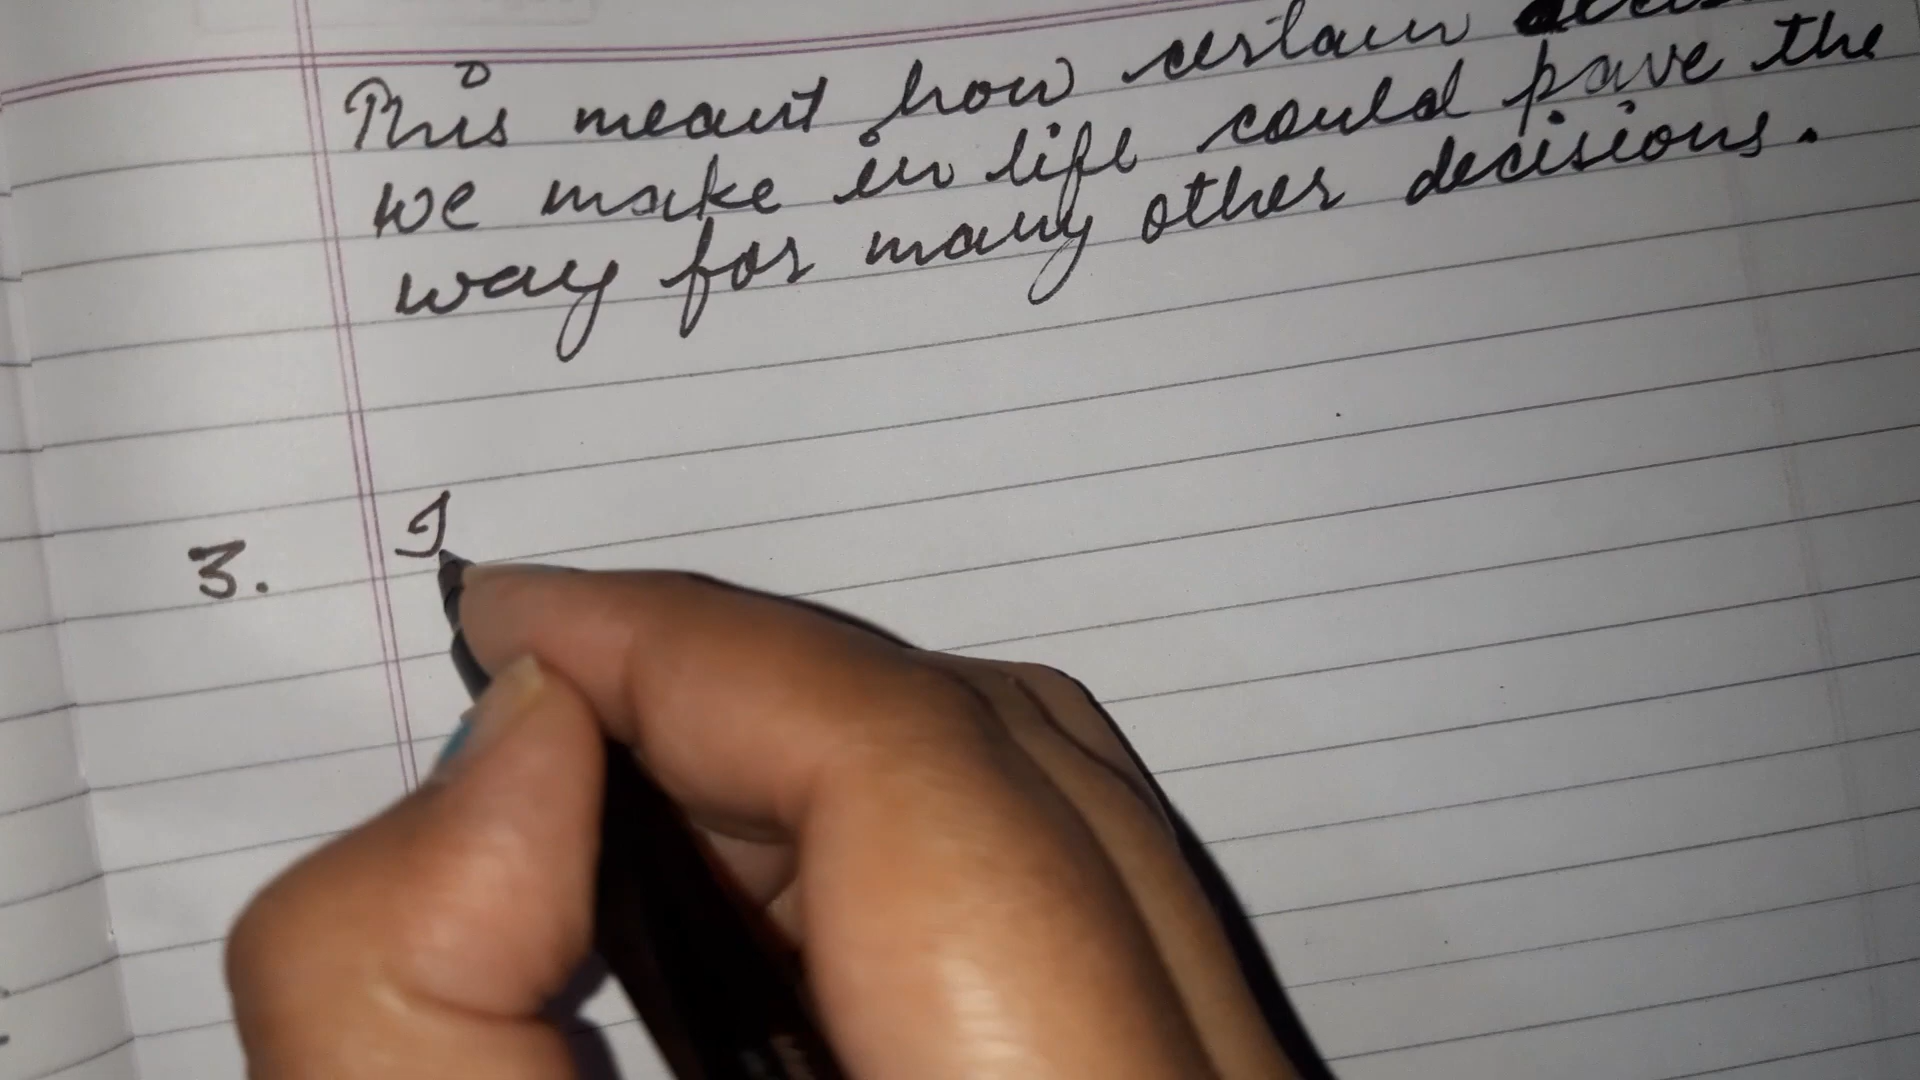 This meant how certain
we make in life could pave the
way for many other decisions.
3. I